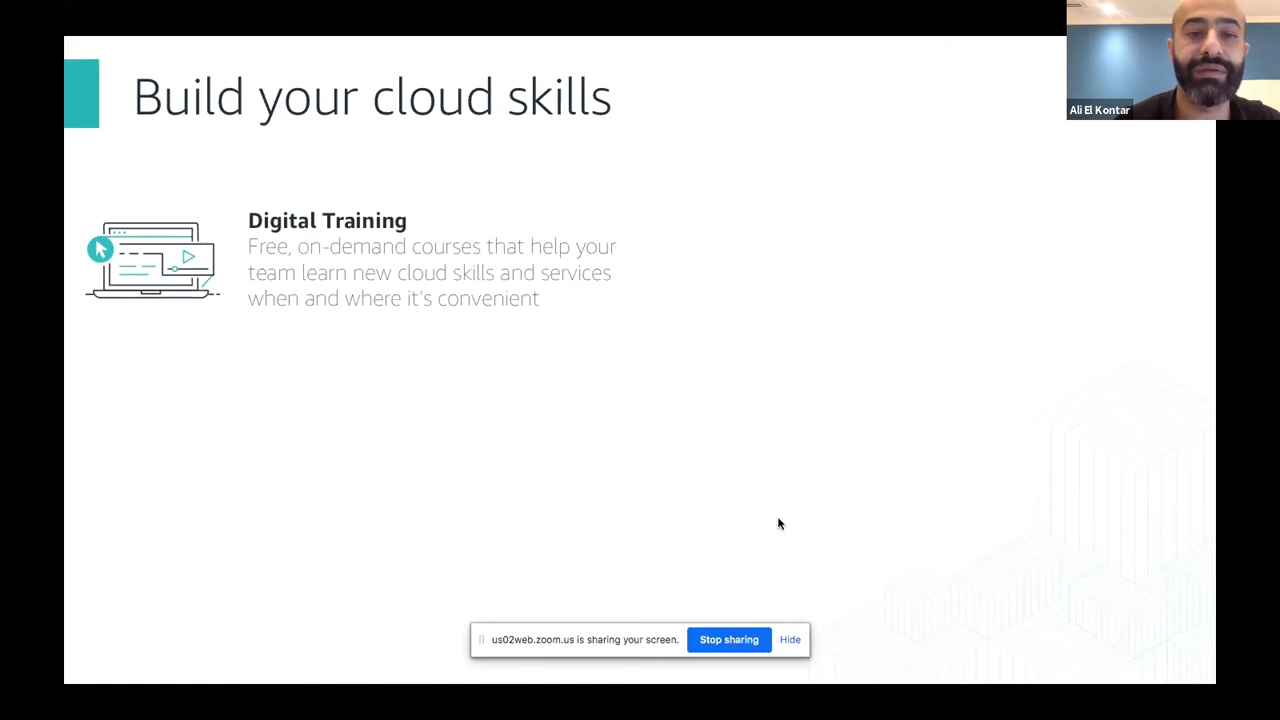 Build your cloud skills
Ali El Kontar
Digital Training
Free, on-demand courses that help your
team learn new cloud skills and services
when and where it's convenient
us02web.zoom.us is sharing your screen.
Stop sharing
Hide